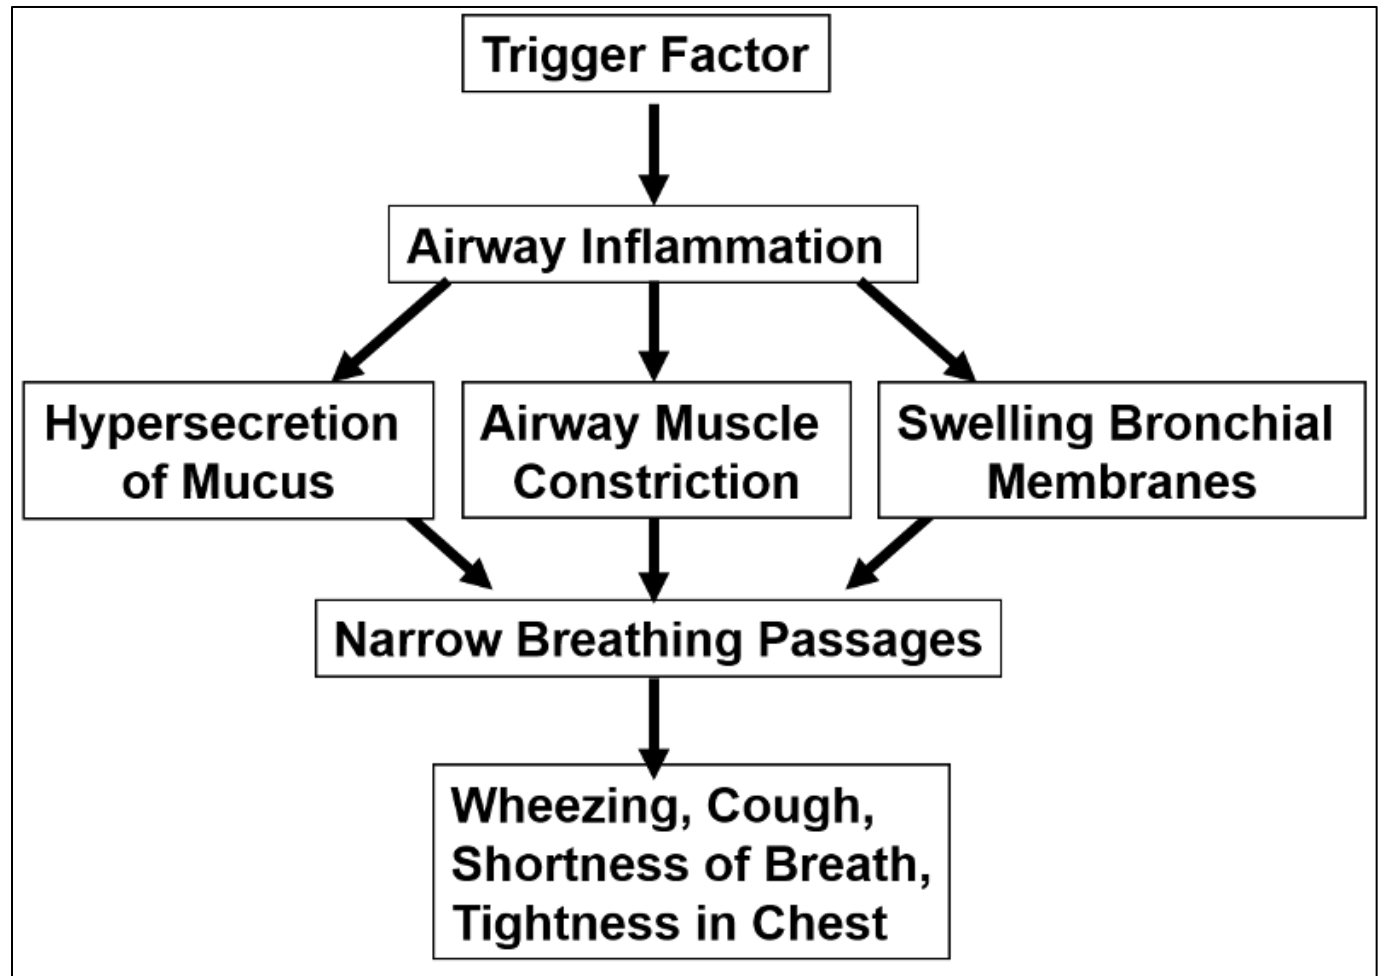 Trigger Factor
Airway Inflammation
Hypersecretion
of Mucus
Airway Muscle
Constriction
Swelling Bronchial
Membranes
Narrow Breathing Passages
Wheezing, Cough,
Shortness of Breath,
Tightness in Chest